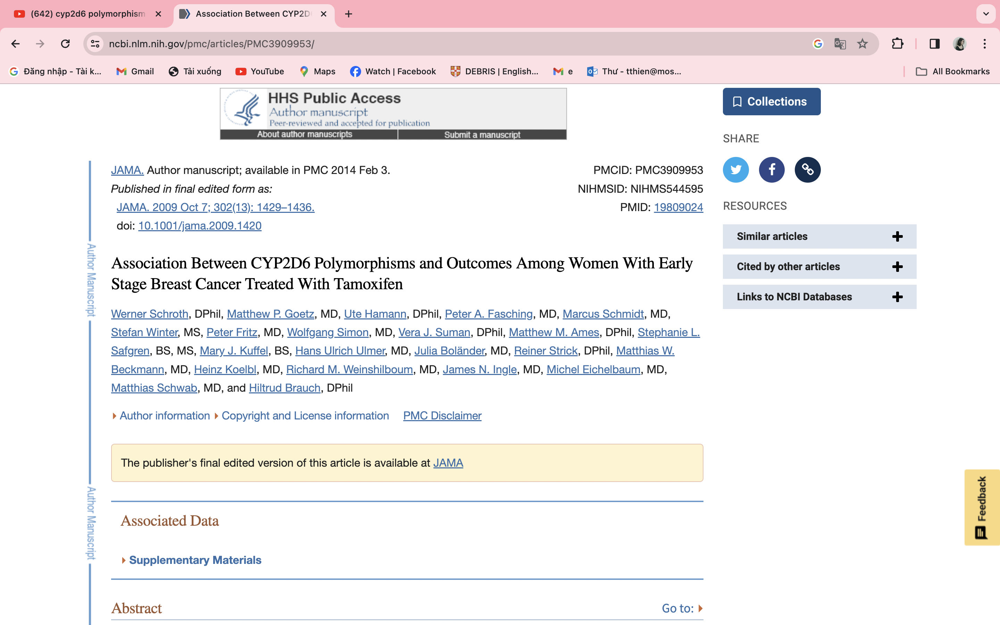 (642) cyp2d6 polymorphism
Association Between CYP2D
ncbi.nlm.nih.gov/pmc/articles/PMC3909953/
Đăng nhập - Tài k...
Gmail
Tải xuống
YouTube
Maps
Watch | Facebook
DEBRIS | English...
e
Thư - tthien@mos...
All Bookmarks
HHS Public Access
Author manuscript
Peer-reviewed and accepted for publication
About author manuscripts
Submit a manuscript
Collections
SHARE
RESOURCES
Similar articles
Cited by other articles
Links to NCBI Databases
JAMA. Author manuscript; available in PMC 2014 Feb 3.
Published in final edited form as:
JAMA. 2009 Oct 7; 302(13): 1429–1436.
doi: 10.1001/jama.2009.1420
PMCID: PMC3909953
NIHMSID: NIHMS544595
PMID: 19809024
Association Between CYP2D6 Polymorphisms and Outcomes Among Women With Early
Stage Breast Cancer Treated With Tamoxifen
Werner Schroth, DPhil, Matthew P. Goetz, MD, Ute Hamann, DPhil, Peter A. Fasching, MD, Marcus Schmidt, MD,
Stefan Winter, MS, Peter Fritz, MD, Wolfgang Simon, MD, Vera J. Suman, DPhil, Matthew M. Ames, DPhil, Stephanie L.
Safgren, BS, MS, Mary J. Kuffel, BS, Hans Ulrich Ulmer, MD, Julia Boländer, MD, Reiner Strick, DPhil, Matthias W.
Beckmann, MD, Heinz Koelbl, MD, Richard M. Weinshilboum, MD, James N. Ingle, MD, Michel Eichelbaum, MD,
Matthias Schwab, MD, and Hiltrud Brauch, DPhil
Author information Copyright and License information PMC Disclaimer
The publisher's final edited version of this article is available at JAMA
Associated Data
Supplementary Materials
Abstract
Go to:
Author Manuscript
Author Manuscript
Feedback